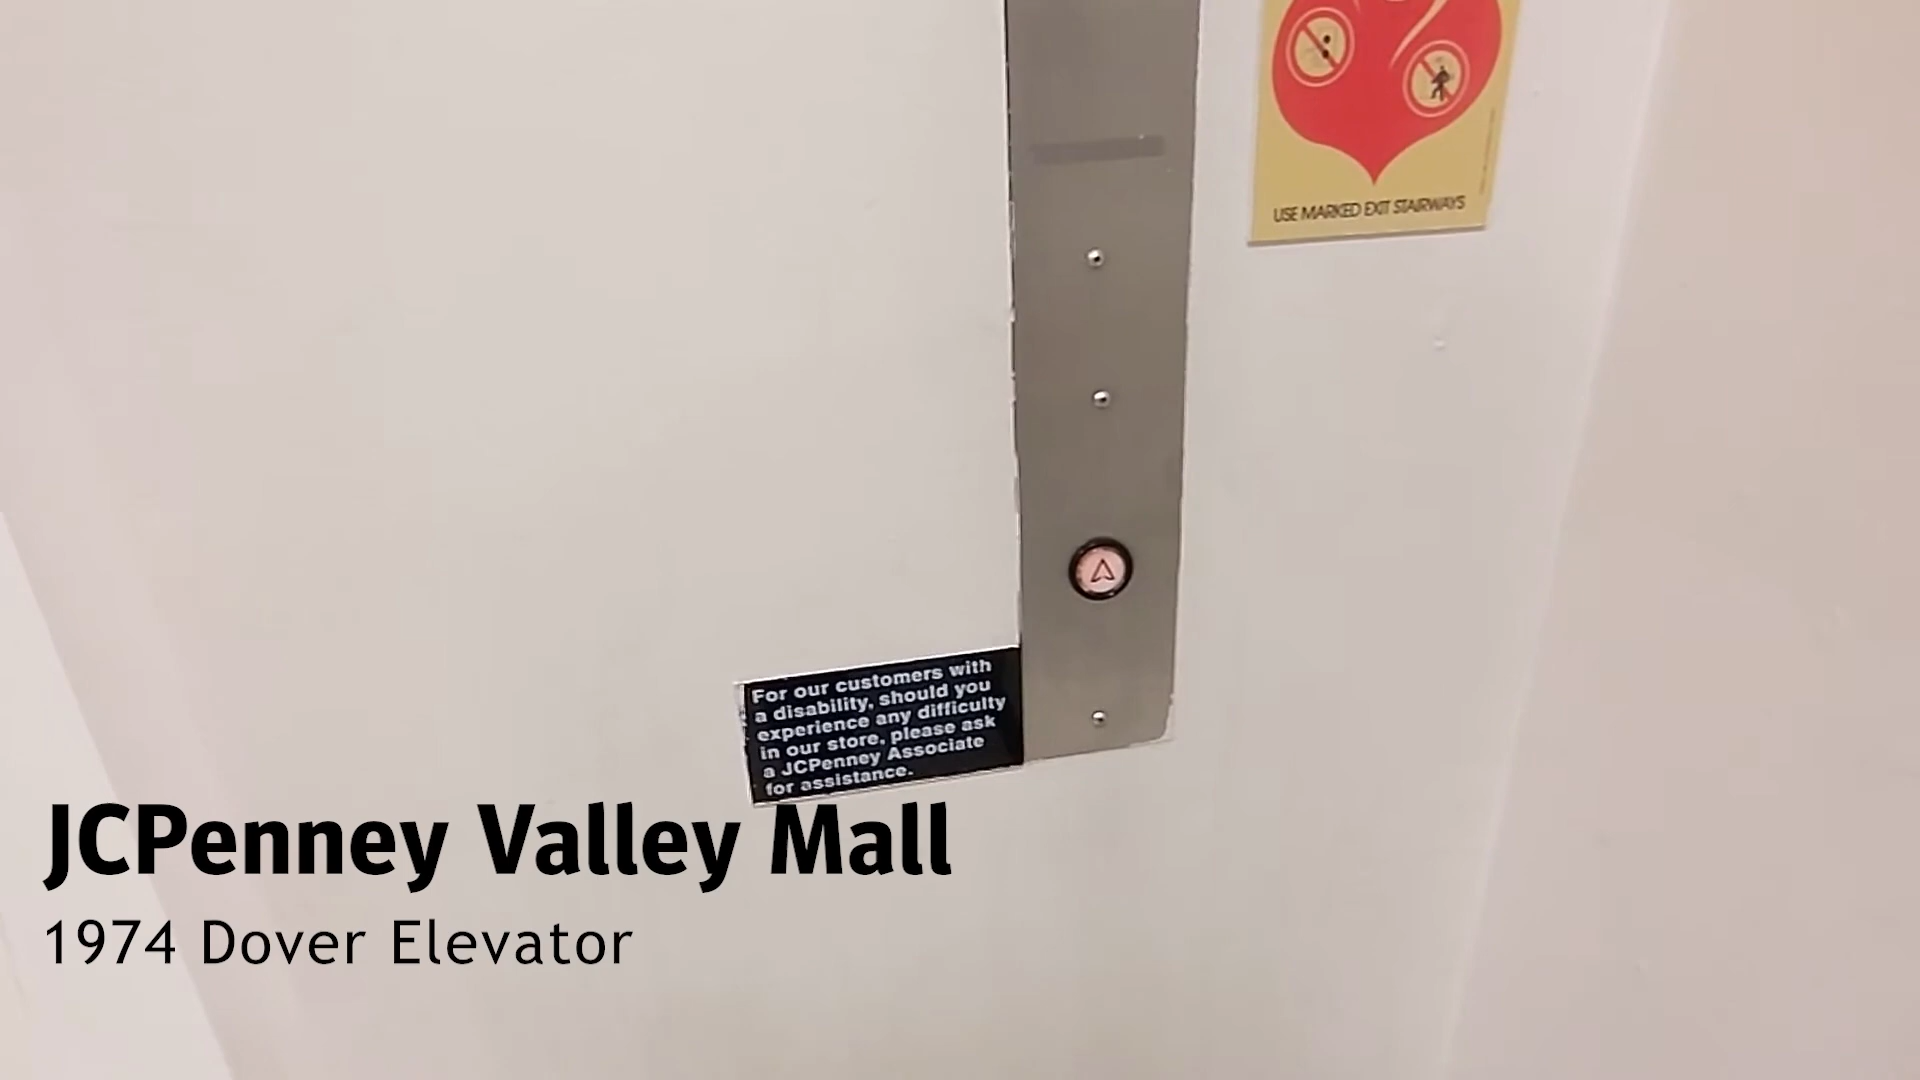 USE MARKED EXIT STAIRWAYS
For our customers with
a disability, should you
experience any difficulty
in our store, please ask
a JCPenney Associate
for assistance.
JCPenney Valley Mall
1974 Dover Elevator